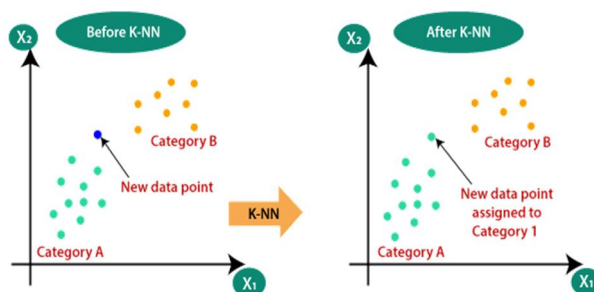 Before K-NN
X₂
Category B
New data point
Category A
X₁
K-NN
After K-NN
X₂
Category B
New data point
assigned to
Category 1
Category A
X₁